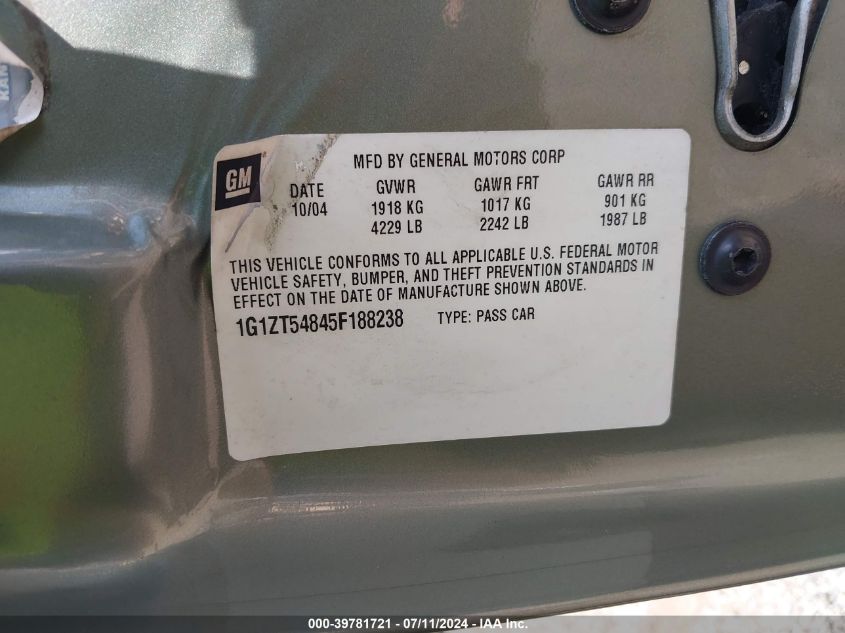 KAR
GM
MFD BY GENERAL MOTORS CORP
DATE GVWR GAWR FRT GAWR RR
10/04 1918 KG 1017 KG 901 KG
4229 LB 2242 LB 1987 LB
THIS VEHICLE CONFORMS TO ALL APPLICABLE U.S. FEDERAL MOTOR
VEHICLE SAFETY, BUMPER, AND THEFT PREVENTION STANDARDS IN
EFFECT ON THE DATE OF MANUFACTURE SHOWN ABOVE.
1G1ZT54845F188238 TYPE: PASS CAR
000-39781721 - 07/11/2024 - IAA Inc.